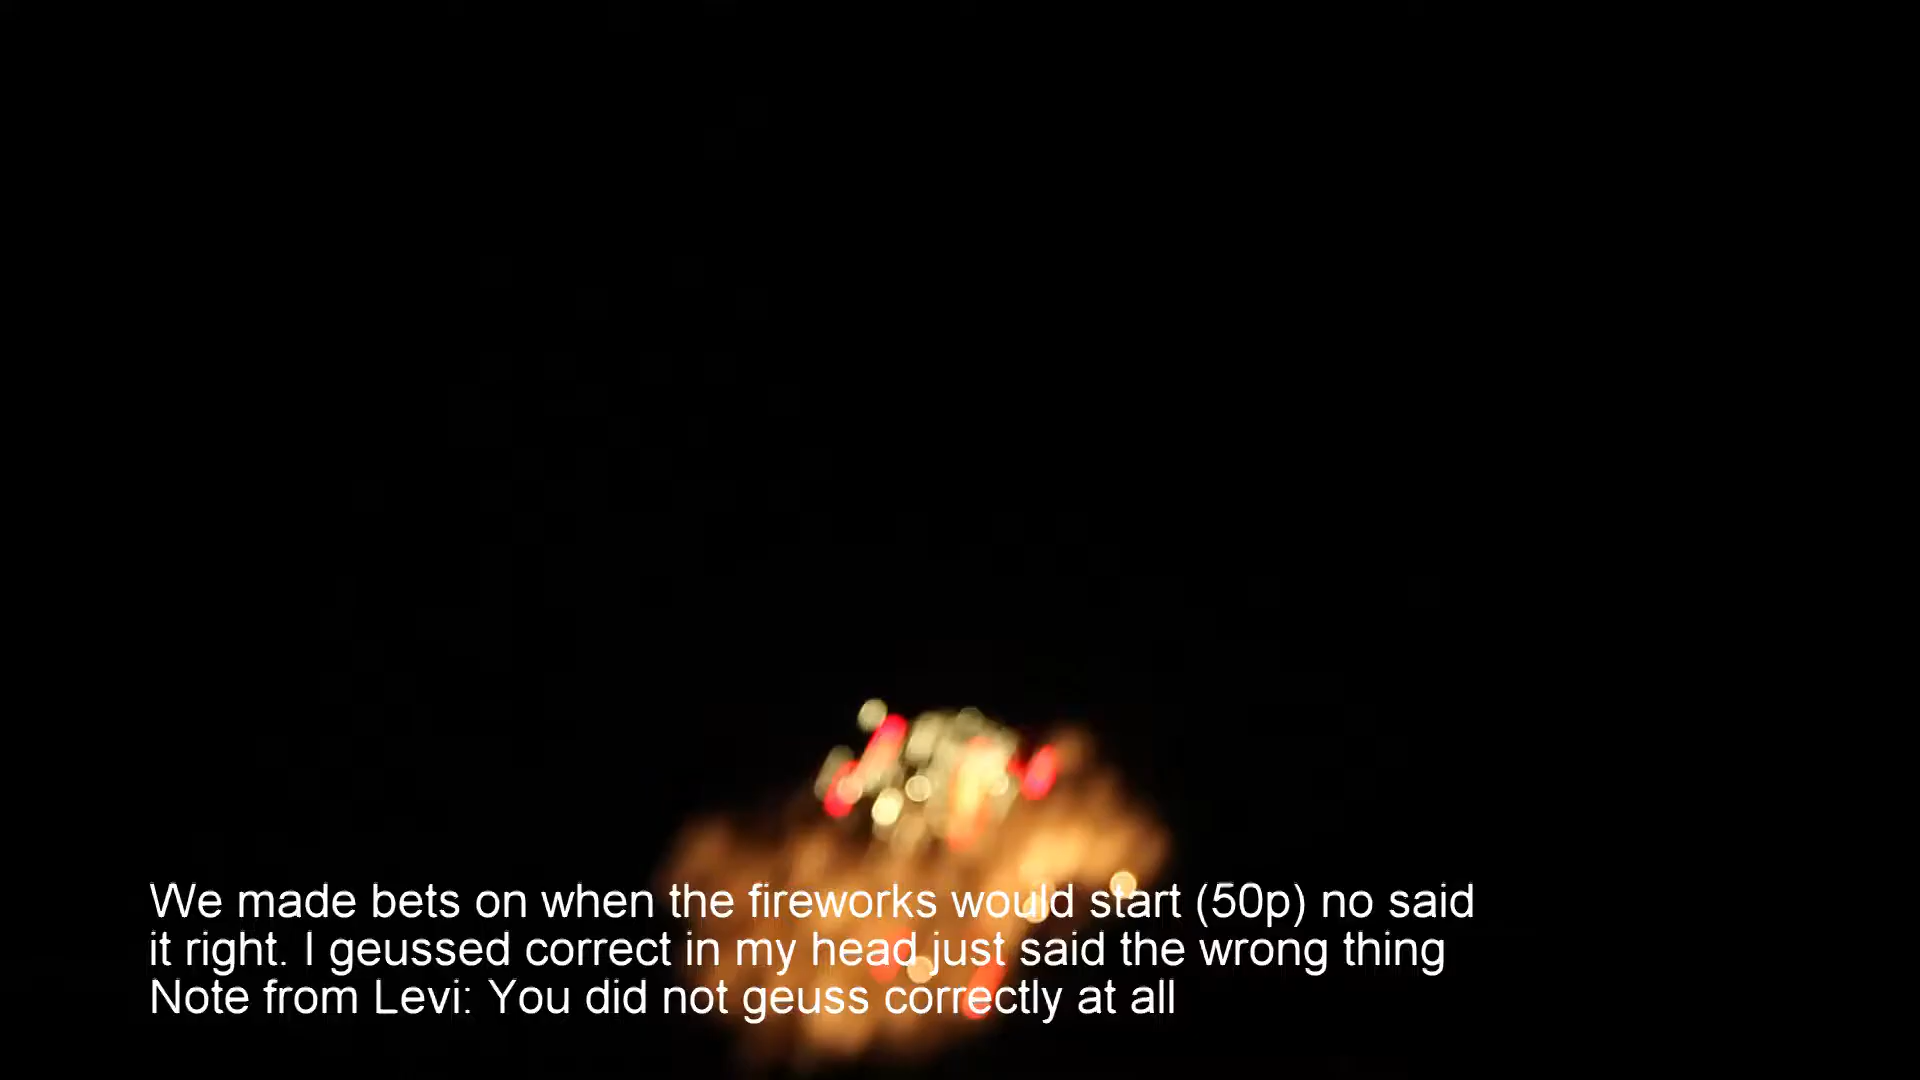 We made bets on when the fireworks would start (50p) no said
it right. I geussed correct in my head just said the wrong thing
Note from Levi: You did not geuss correctly at all